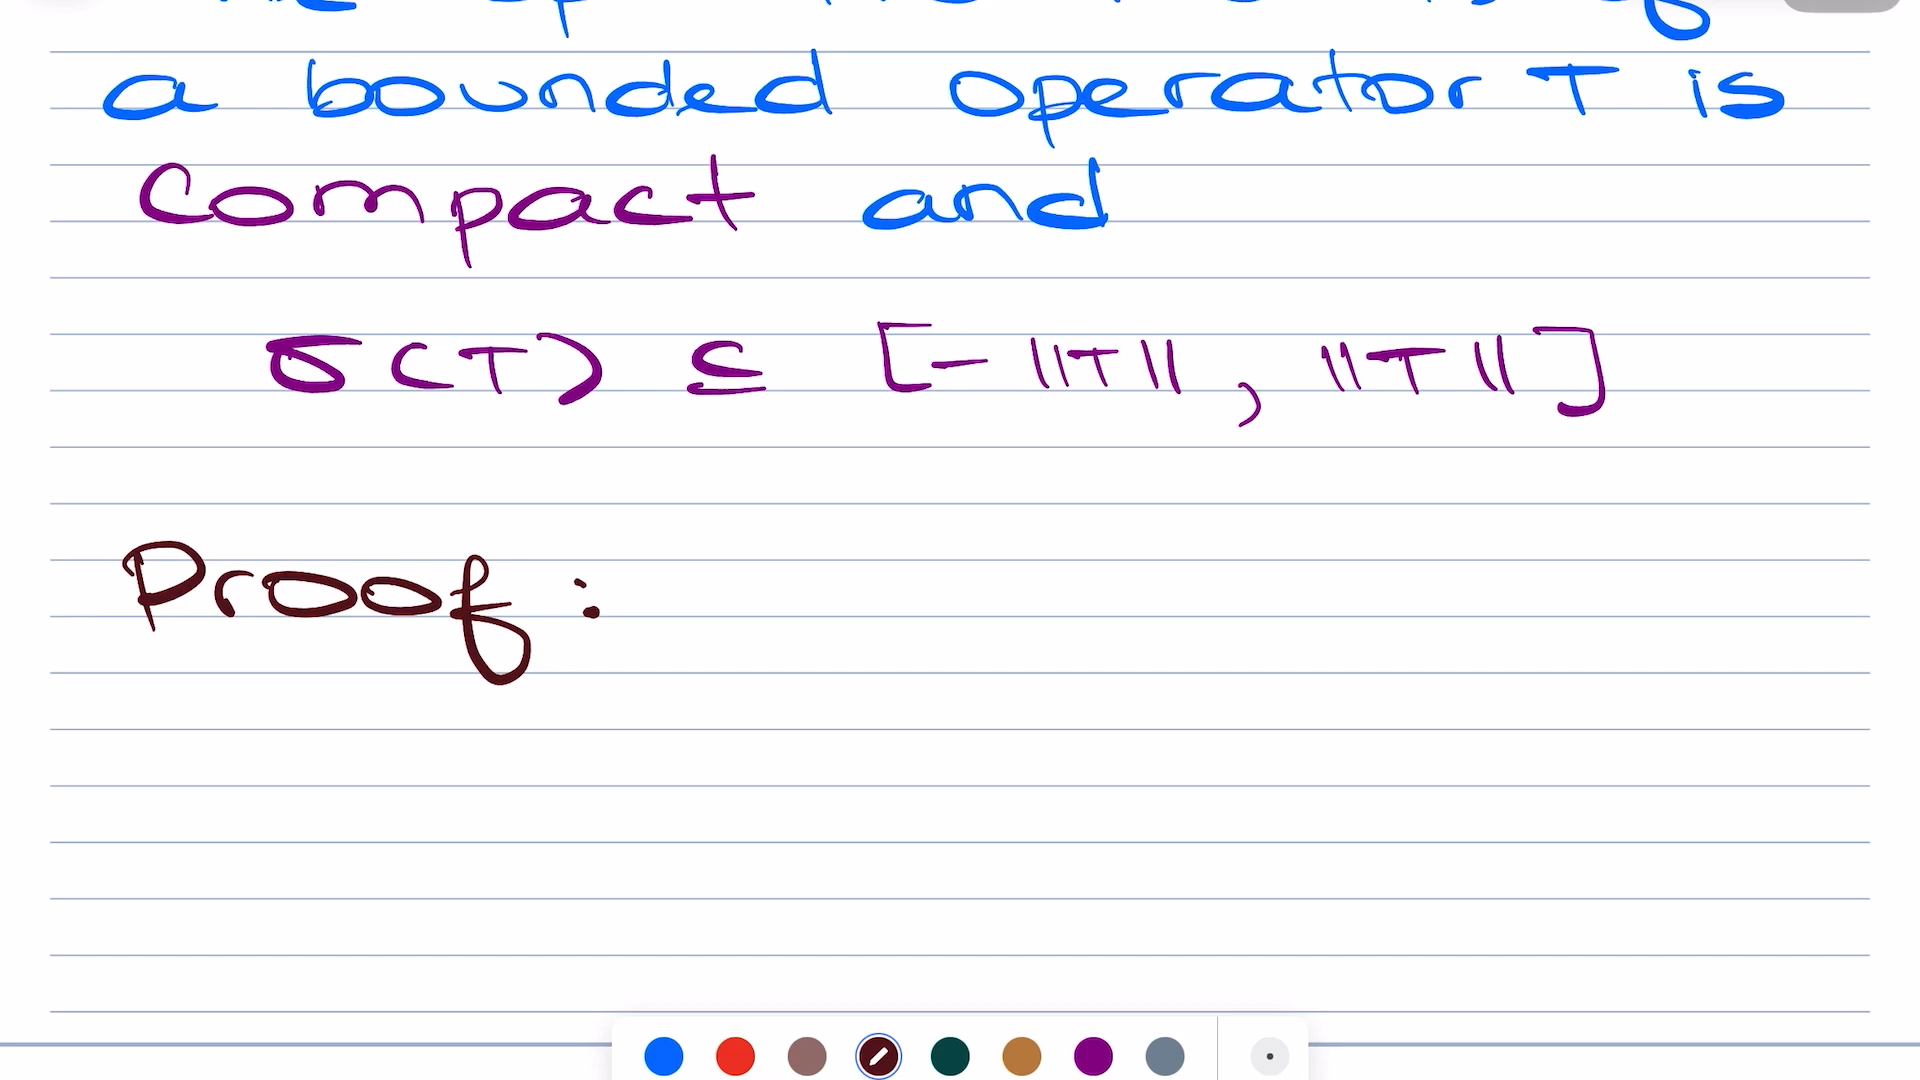 a bounded operator T is
compact and
σ(T) ⊆ [-||T||, ||T||]
Proof :